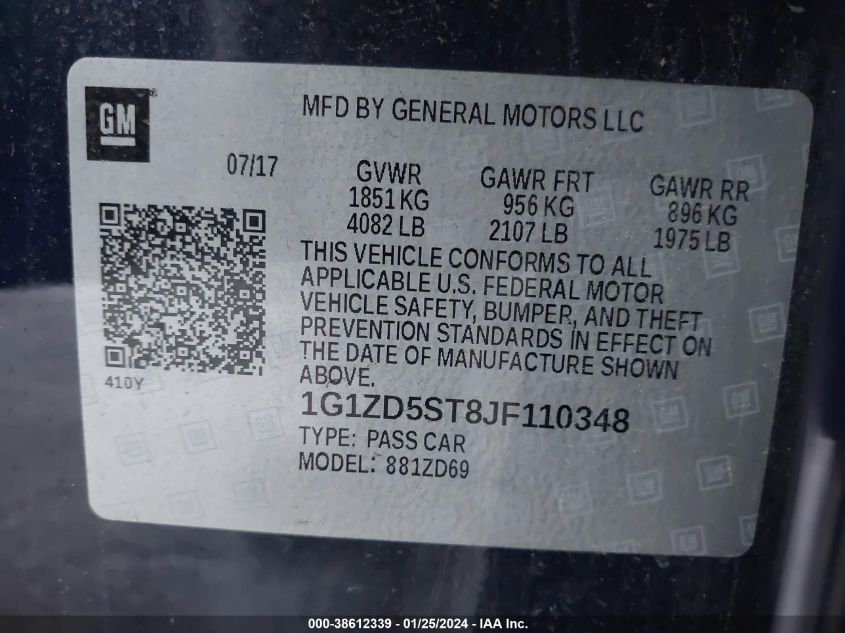 GM
MFD BY GENERAL MOTORS LLC
07/17
GVWR GAWR FRT GAWR RR
1851 KG 956 KG 896 KG
4082 LB 2107 LB 1975 LB
THIS VEHICLE CONFORMS TO ALL
APPLICABLE U.S. FEDERAL MOTOR
VEHICLE SAFETY, BUMPER, AND THEFT
PREVENTION STANDARDS IN EFFECT ON
THE DATE OF MANUFACTURE SHOWN
ABOVE.
410Y
1G1ZD5ST8JF110348
TYPE: PASS CAR
MODEL: 881ZD69
000-38612339 - 01/25/2024 - IAA Inc.